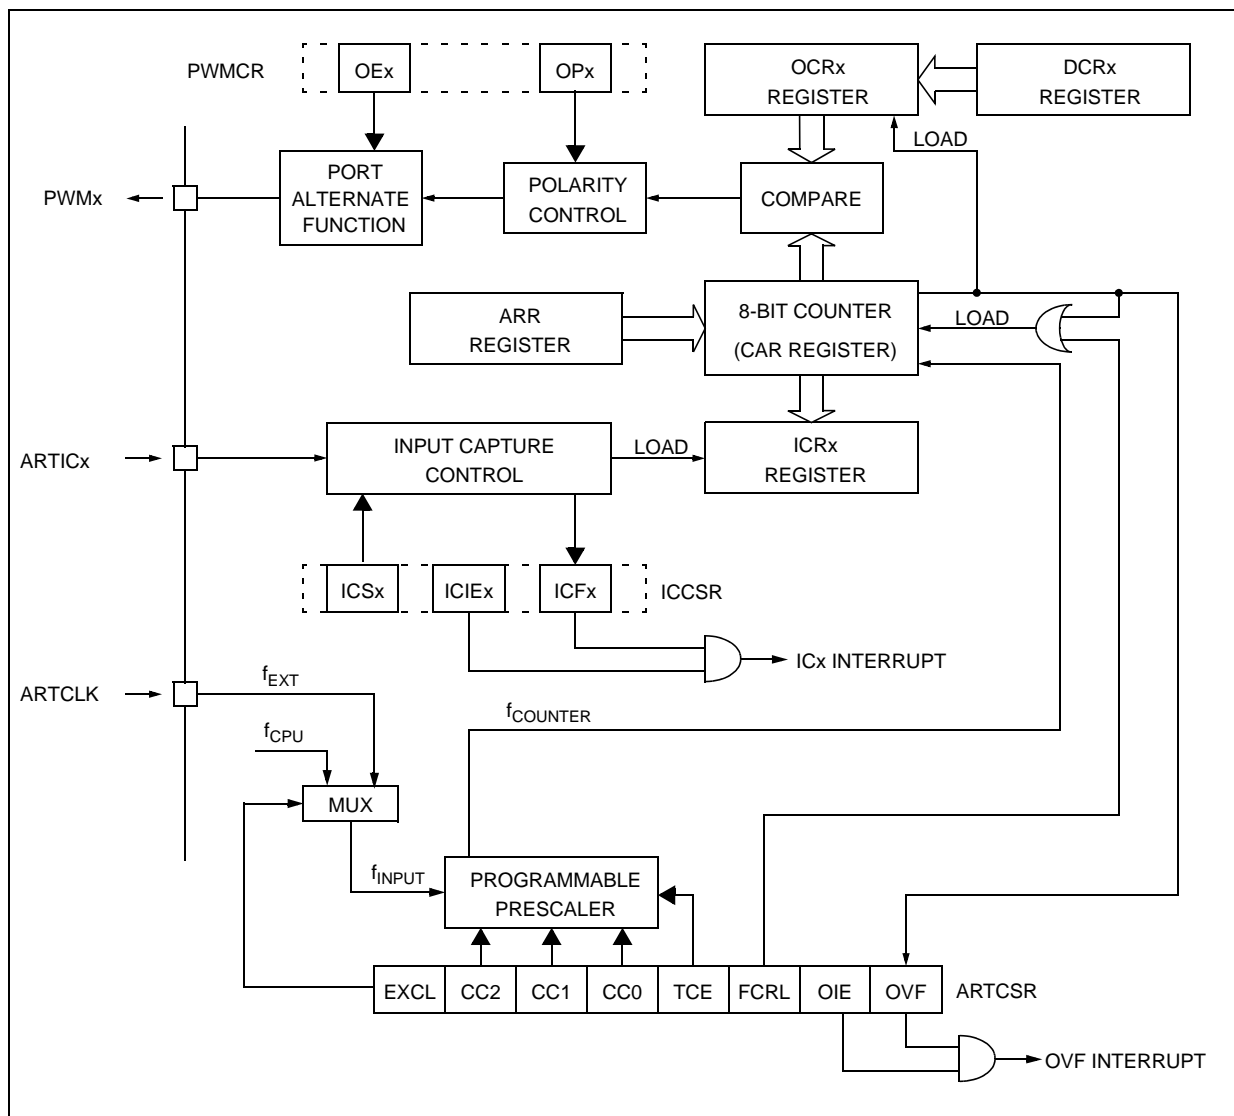 PWMCR
OEx
OPx
OCRx
REGISTER
DCRx
REGISTER
LOAD
PWMx
PORT
ALTERNATE
FUNCTION
POLARITY
CONTROL
COMPARE
ARR
REGISTER
8-BIT COUNTER
(CAR REGISTER)
LOAD
ARTICx
INPUT CAPTURE
CONTROL
LOAD
ICRx
REGISTER
ICSx
ICIEx
ICFx
ICCSR
ICx INTERRUPT
ARTCLK
fEXT
fCPU
fCOUNTER
MUX
fINPUT
PROGRAMMABLE
PRESCALER
EXCL
CC2
CC1
CC0
TCE
FCRL
OIE
OVF
ARTCSR
OVF INTERRUPT